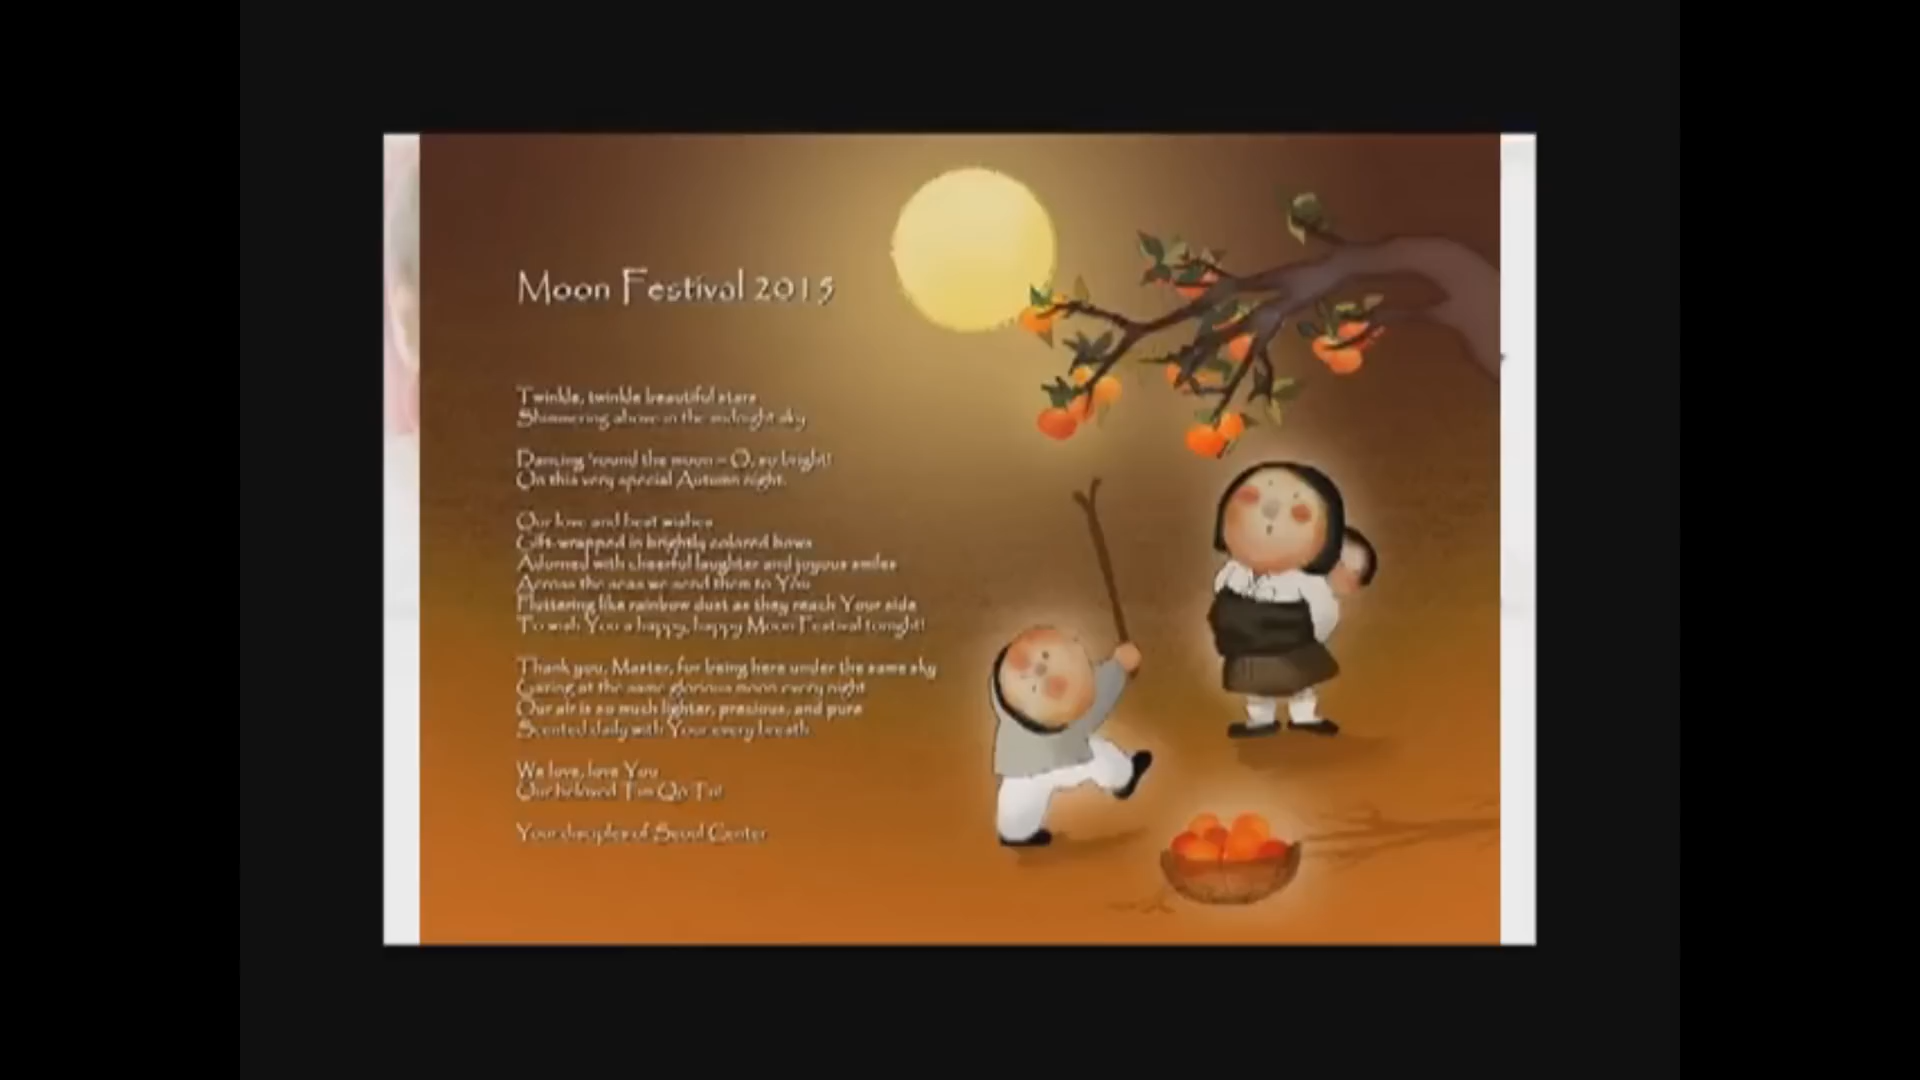 Moon Festival 2015
Twinkle, twinkle beautiful stars
Shimmering above in the midnight sky
Dancing 'round the moon – O, so bright!
On this very special Autumn night.
Our love and best wishes
Gift-wrapped in brightly colored bows
Adorned with cheerful laughter and joyous smiles
Across the seas we send them to You
Fluttering like rainbow dust as they reach Your side
To wish You a happy, happy Moon Festival tonight!
Thank you, Master, for being here under the same sky
Gazing at the same glorious moon every night
Our air is so much lighter, precious, and pure
Scented daily with Your every breath.
We love, love You
Our beloved Tim Qo Tu!
Your disciples of Seoul Center